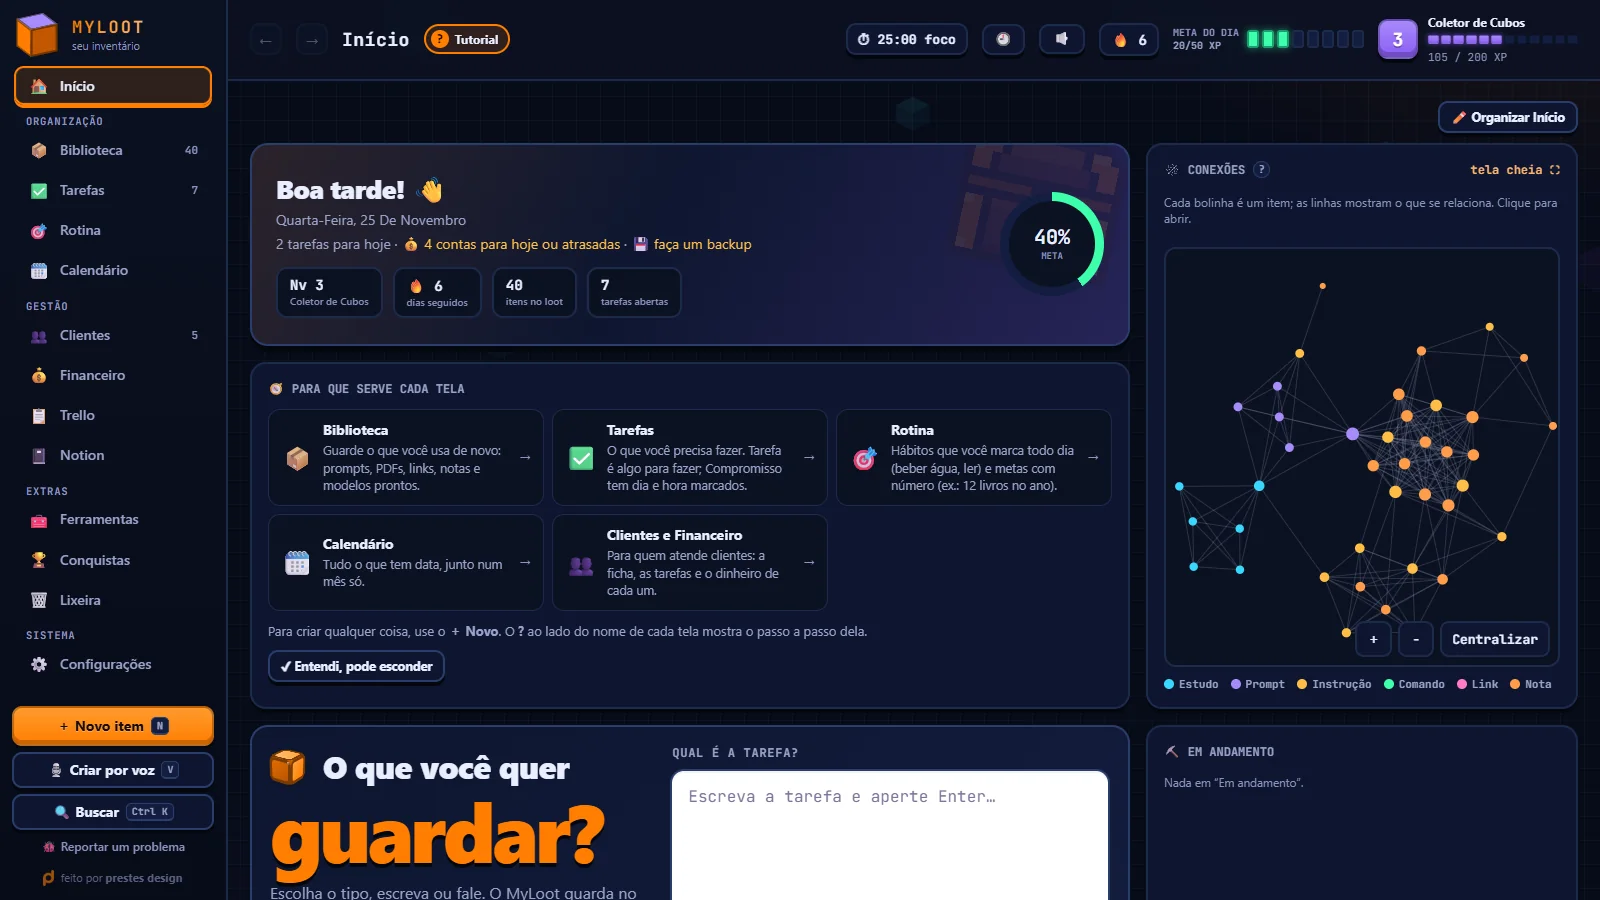 MYLOOT
seu inventário
Início
ORGANIZAÇÃO
Biblioteca 40
Tarefas 7
Rotina
Calendário
GESTÃO
Clientes 5
Financeiro
Trello
Notion
EXTRAS
Ferramentas
Conquistas
Lixeira
SISTEMA
Configurações
+ Novo item N
Criar por voz V
Buscar Ctrl K
Reportar um problema
feito por prestes design
← → Início ? Tutorial
25:00 foco
6
META DO DIA
20/50 XP
3
Coletor de Cubos
105 / 200 XP
Organizar Início
Boa tarde!
Quarta-Feira, 25 De Novembro
2 tarefas para hoje · 4 contas para hoje ou atrasadas · faça um backup
Nv 3
Coletor de Cubos
6
dias seguidos
40
itens no loot
7
tarefas abertas
40%
META
PARA QUE SERVE CADA TELA
Biblioteca
Guarde o que você usa de novo:
prompts, PDFs, links, notas e
modelos prontos.
→
Tarefas
O que você precisa fazer. Tarefa
é algo para fazer; Compromisso
tem dia e hora marcados.
→
Rotina
Hábitos que você marca todo dia
(beber água, ler) e metas com
número (ex.: 12 livros no ano).
→
Calendário
Tudo o que tem data, junto num
mês só.
→
Clientes e Financeiro
Para quem atende clientes: a
ficha, as tarefas e o dinheiro de
cada um.
→
Para criar qualquer coisa, use o + Novo. O ? ao lado do nome de cada tela mostra o passo a passo dela.
✓ Entendi, pode esconder
O que você quer
guardar?
Escolha o tipo, escreva ou fale. O MyLoot guarda no
QUAL É A TAREFA?
Escreva a tarefa e aperte Enter…
CONEXÕES ?
tela cheia
Cada bolinha é um item; as linhas mostram o que se relaciona. Clique para
abrir.
+ - Centralizar
Estudo Prompt Instrução Comando Link Nota
EM ANDAMENTO
Nada em “Em andamento”.